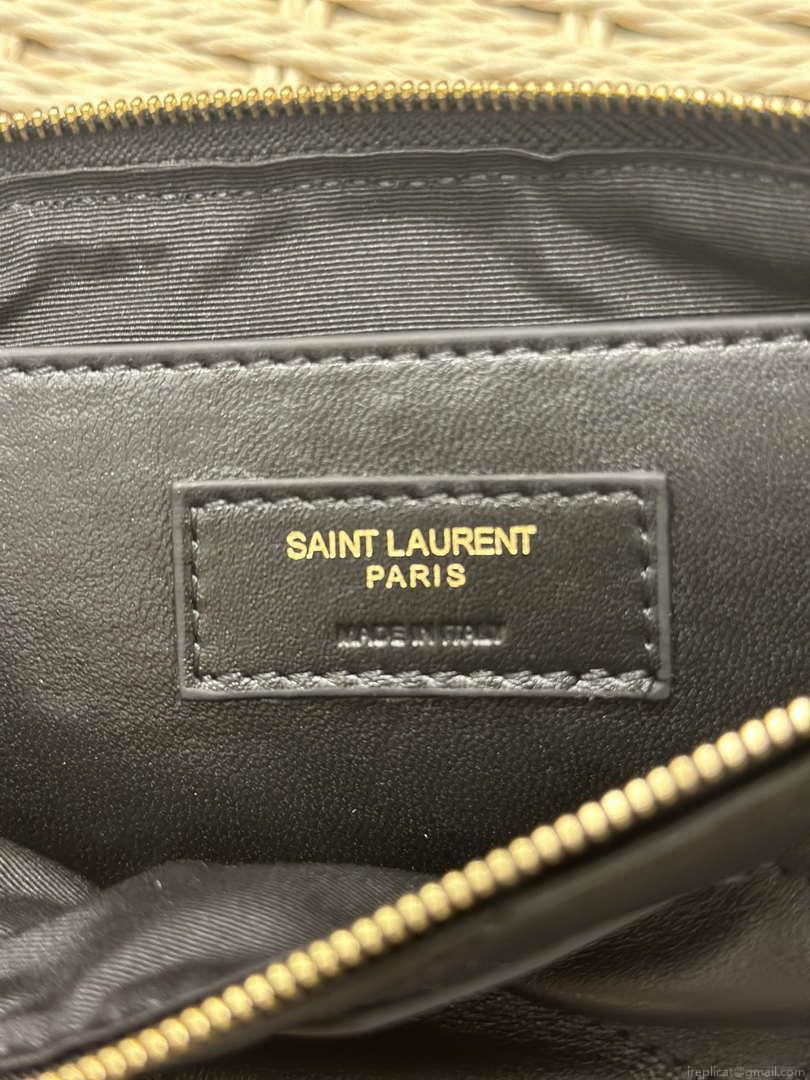 SAINT LAURENT
PARIS
MADE IN ITALY
ireplicat@gmail.com